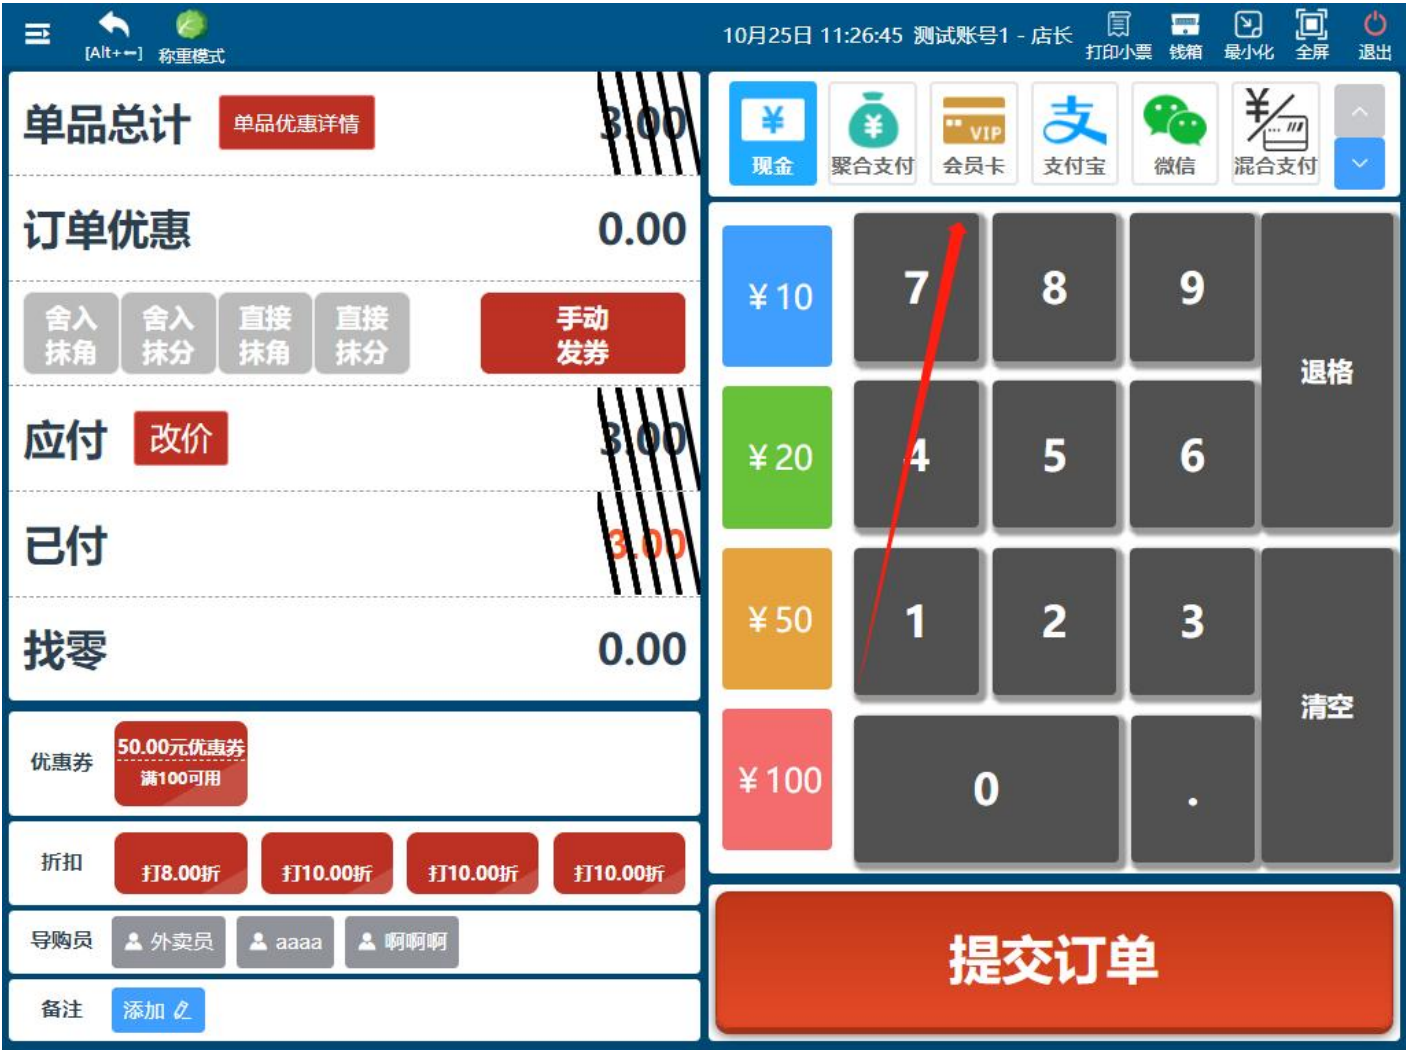 [Alt+←] 称重模式 10月25日 11:26:45 测试账号1 - 店长 打印小票 钱箱 最小化 全屏 退出
单品总计 单品优惠详情 3.00
订单优惠 0.00
舍入抹角 舍入抹分 直接抹角 直接抹分 手动发券
应付 改价 3.00
已付 3.00
找零 0.00
优惠券 50.00元优惠券
满100可用
折扣 打8.00折 打10.00折 打10.00折 打10.00折
导购员 外卖员 aaaa 啊啊啊
备注 添加
¥ 现金 ¥ 聚合支付 VIP 会员卡 支 支付宝 微信 ¥ 混合支付
¥10 7 8 9 退格
¥20 4 5 6
¥50 1 2 3 清空
¥100 0 .
提交订单